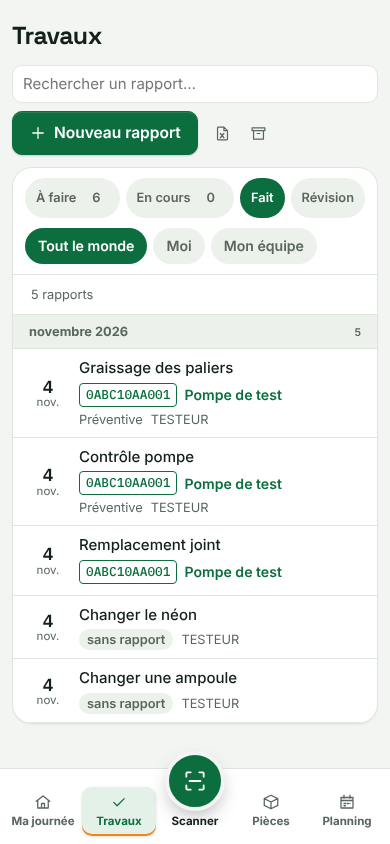 Travaux
Rechercher un rapport...
Nouveau rapport
À faire 6 En cours 0 Fait Révision
Tout le monde Moi Mon équipe
5 rapports
novembre 2026 5
4 nov. Graissage des paliers
0ABC10AA001 Pompe de test
Préventive TESTEUR
4 nov. Contrôle pompe
0ABC10AA001 Pompe de test
Préventive TESTEUR
4 nov. Remplacement joint
0ABC10AA001 Pompe de test
4 nov. Changer le néon
sans rapport TESTEUR
4 nov. Changer une ampoule
sans rapport TESTEUR
Ma journée Travaux Scanner Pièces Planning